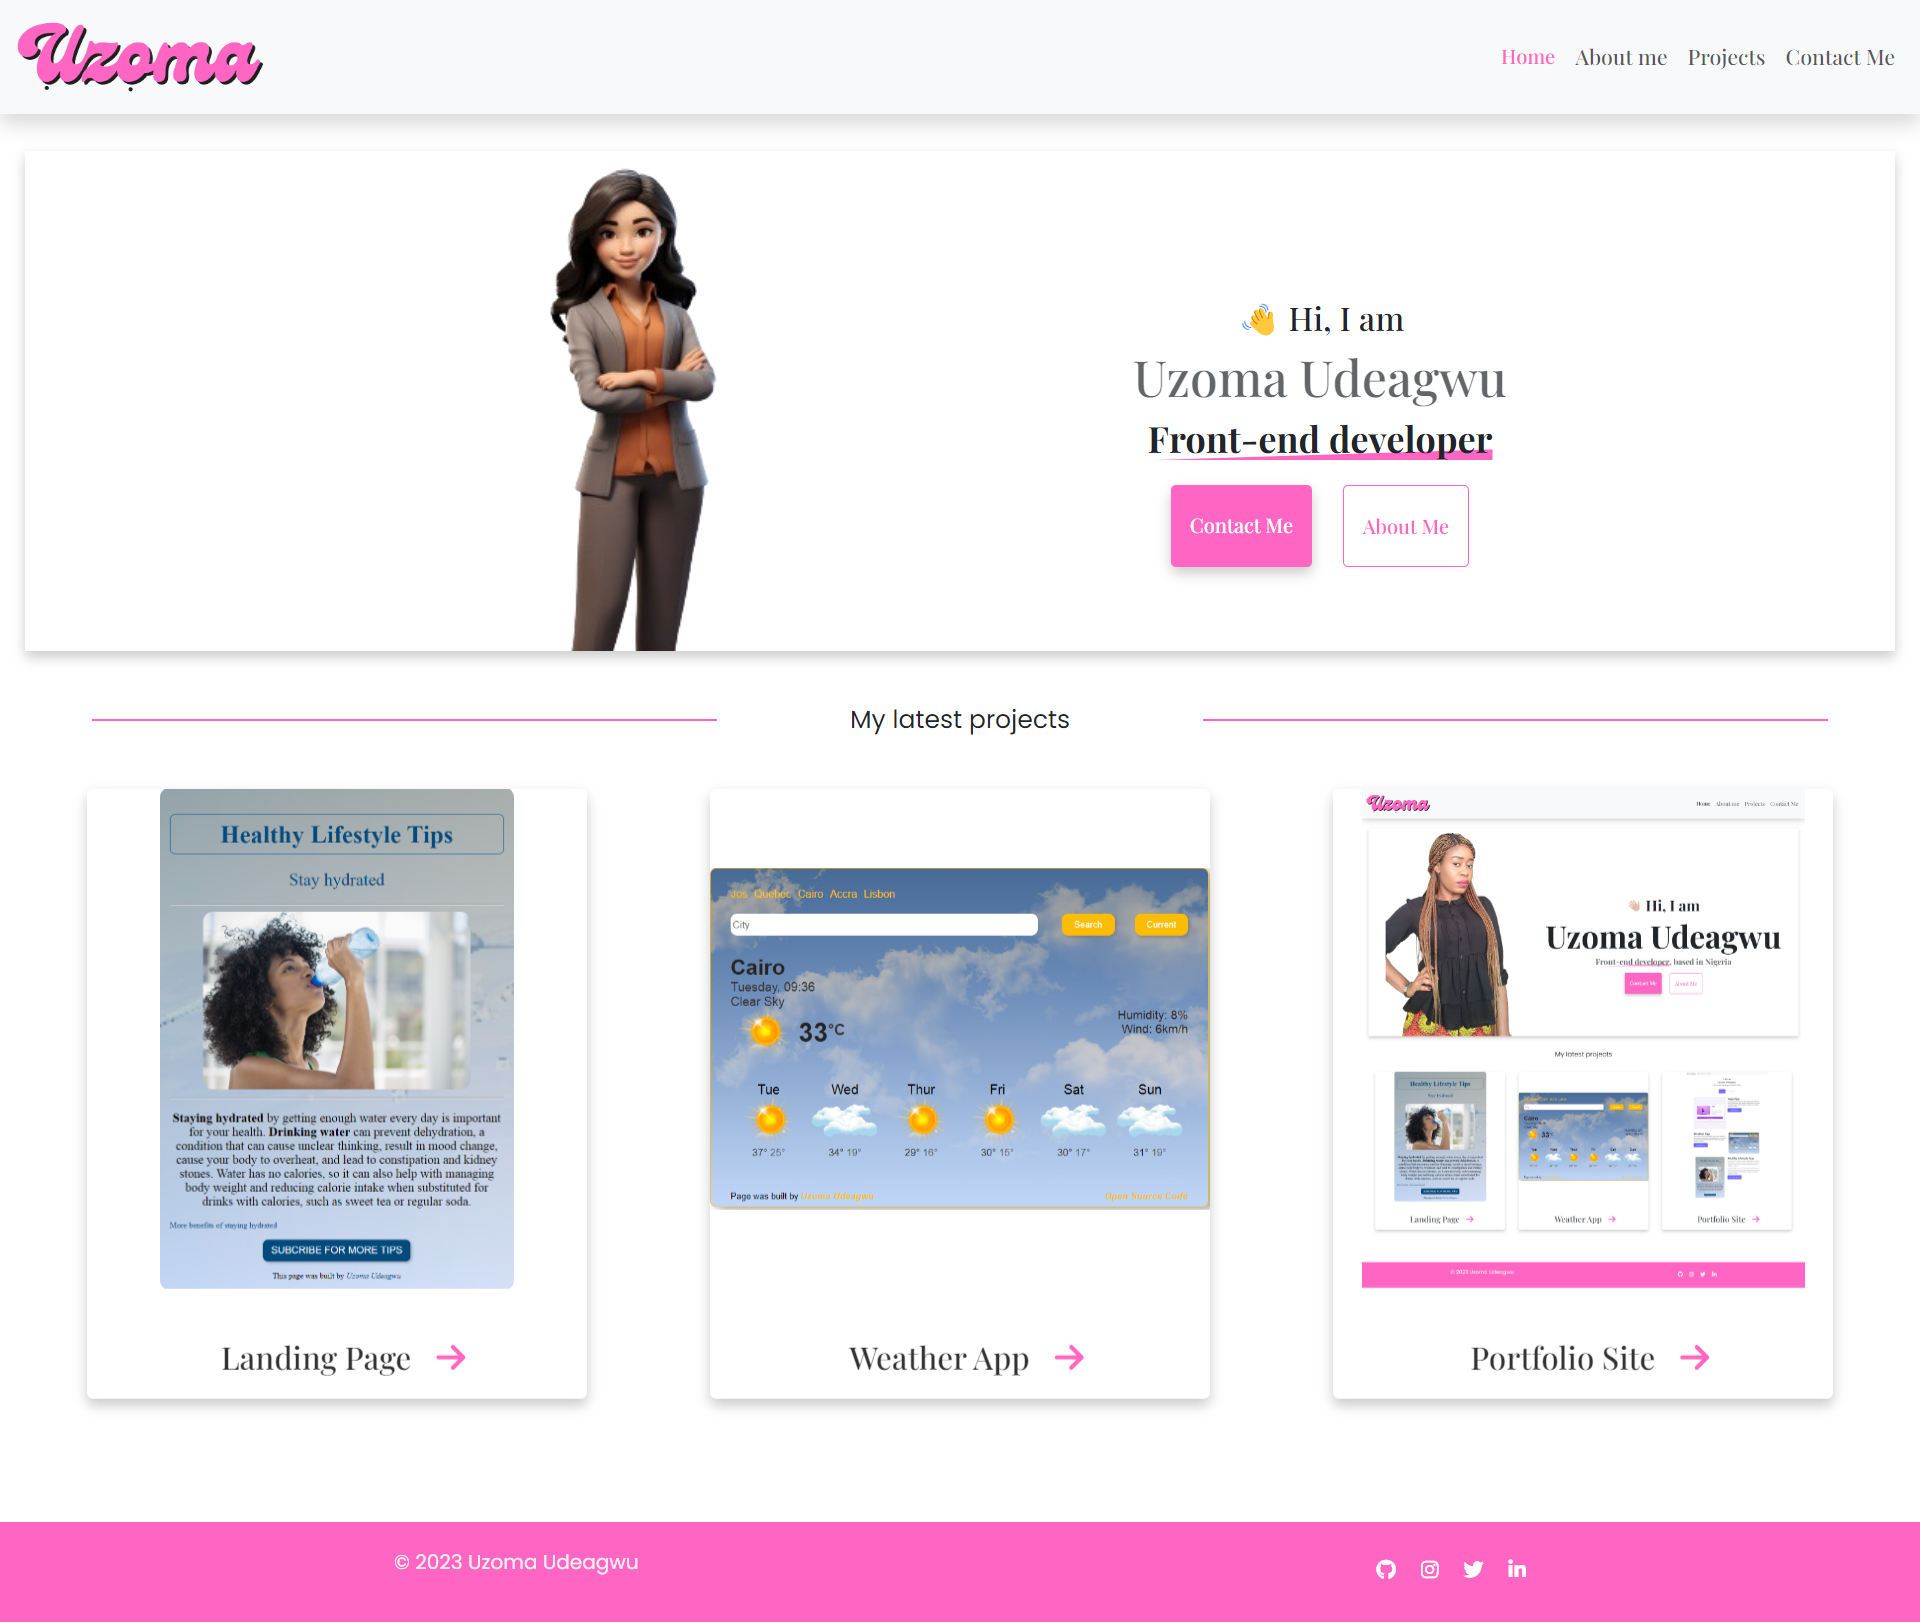 Uzoma
Home About me Projects Contact Me
👋 Hi, I am
Uzoma Udeagwu
Front-end developer
Contact Me About Me
My latest projects
Healthy Lifestyle Tips
Stay hydrated
Staying hydrated by getting enough water every day is important
for your health. Drinking water can prevent dehydration, a
condition that can cause unclear thinking, result in mood change,
cause your body to overheat, and lead to constipation and kidney
stones. Water has no calories, so it can also help with managing
body weight and reducing calorie intake when substituted for
drinks with calories, such as sweet tea or regular soda.
More benefits of staying hydrated
SUBCRIBE FOR MORE TIPS
This page was built by Uzoma Udeagwu
Landing Page
Jos Quebec Cairo Accra Lisbon
City Search Current
Cairo
Tuesday, 09:36
Clear Sky
33°C
Humidity: 8%
Wind: 6km/h
Tue Wed Thur Fri Sat Sun
37° 25° 34° 19° 29° 16° 30° 15° 30° 17° 31° 19°
Page was built by Uzoma Udeagwu Open Source Code
Weather App
Uzoma
Home About me Projects Contact Me
👋 Hi, I am
Uzoma Udeagwu
Front-end developer, based in Nigeria
Contact Me About Me
My latest projects
Healthy Lifestyle Tips
Stay hydrated
Cairo
33°
Landing Page Weather App Portfolio Site
© 2023 Uzoma Udeagwu
Portfolio Site
© 2023 Uzoma Udeagwu